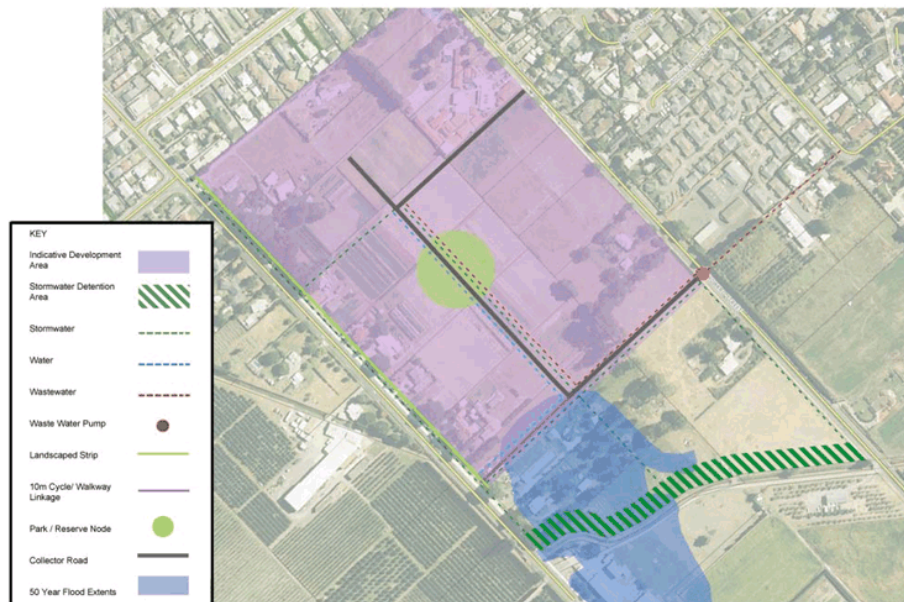 KEY
Indicative Development
Area
Stormwater Detention
Area
Stormwater
Water
Wastewater
Waste Water Pump
Landscaped Strip
10m Cycle/ Walkway
Linkage
Park / Reserve Node
Collector Road
50 Year Flood Extents